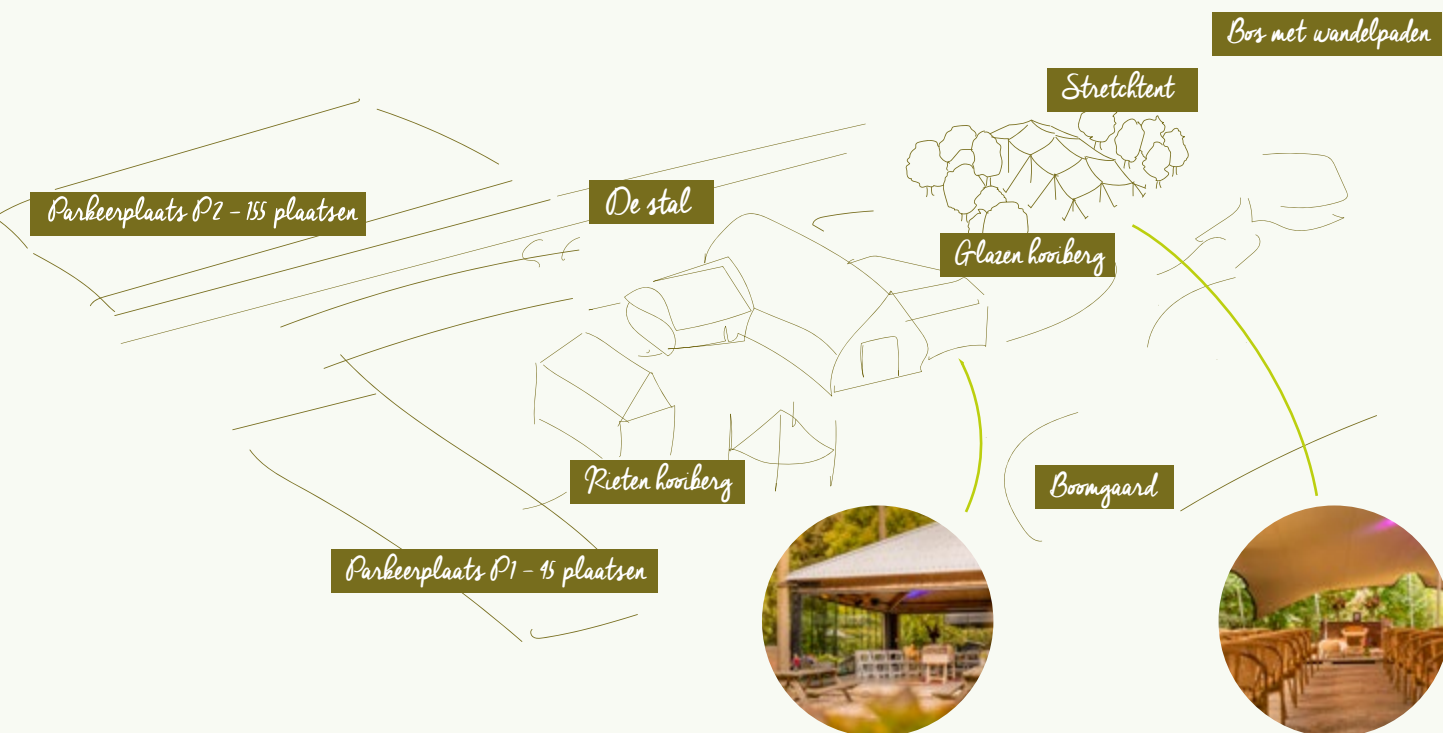 Bos met wandelpaden
Stretchtent
De stal
Parkeerplaats P2 - 155 plaatsen
Glazen hooiberg
Rieten hooiberg
Boomgaard
Parkeerplaats P1 - 45 plaatsen